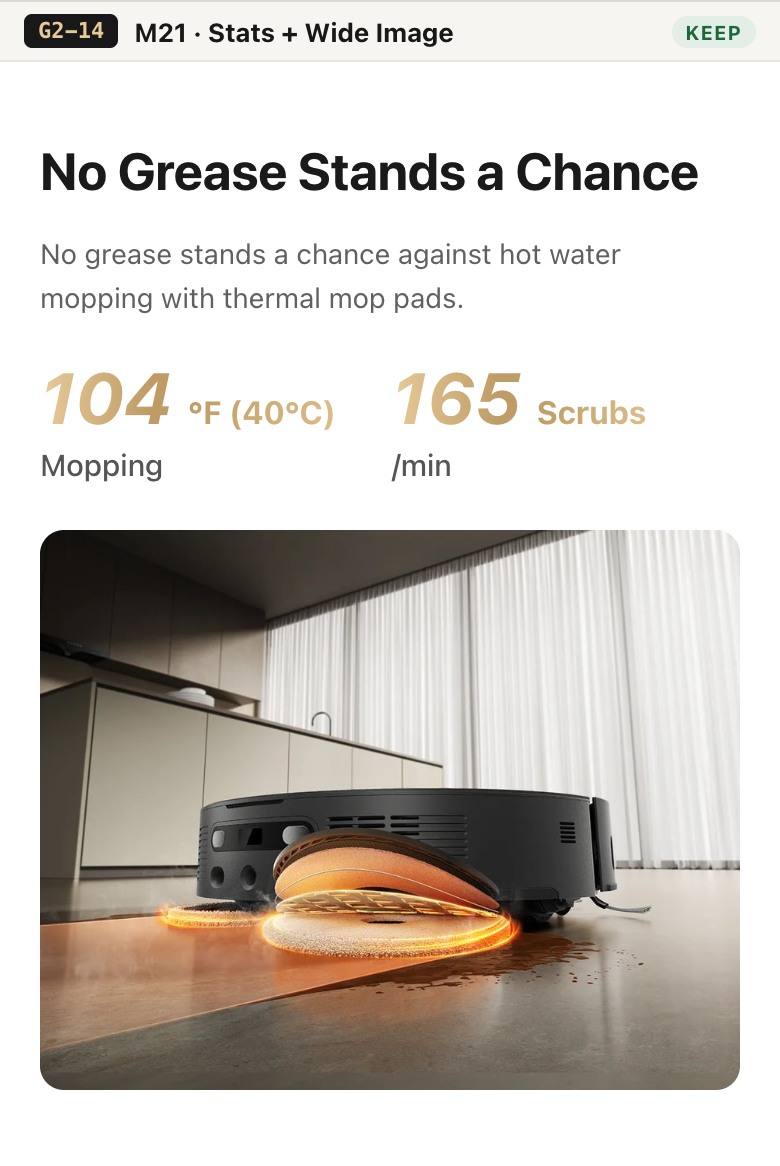 G2–14 M21 · Stats + Wide Image KEEP
No Grease Stands a Chance
No grease stands a chance against hot water
mopping with thermal mop pads.
104 °F (40°C) 165 Scrubs
Mopping /min